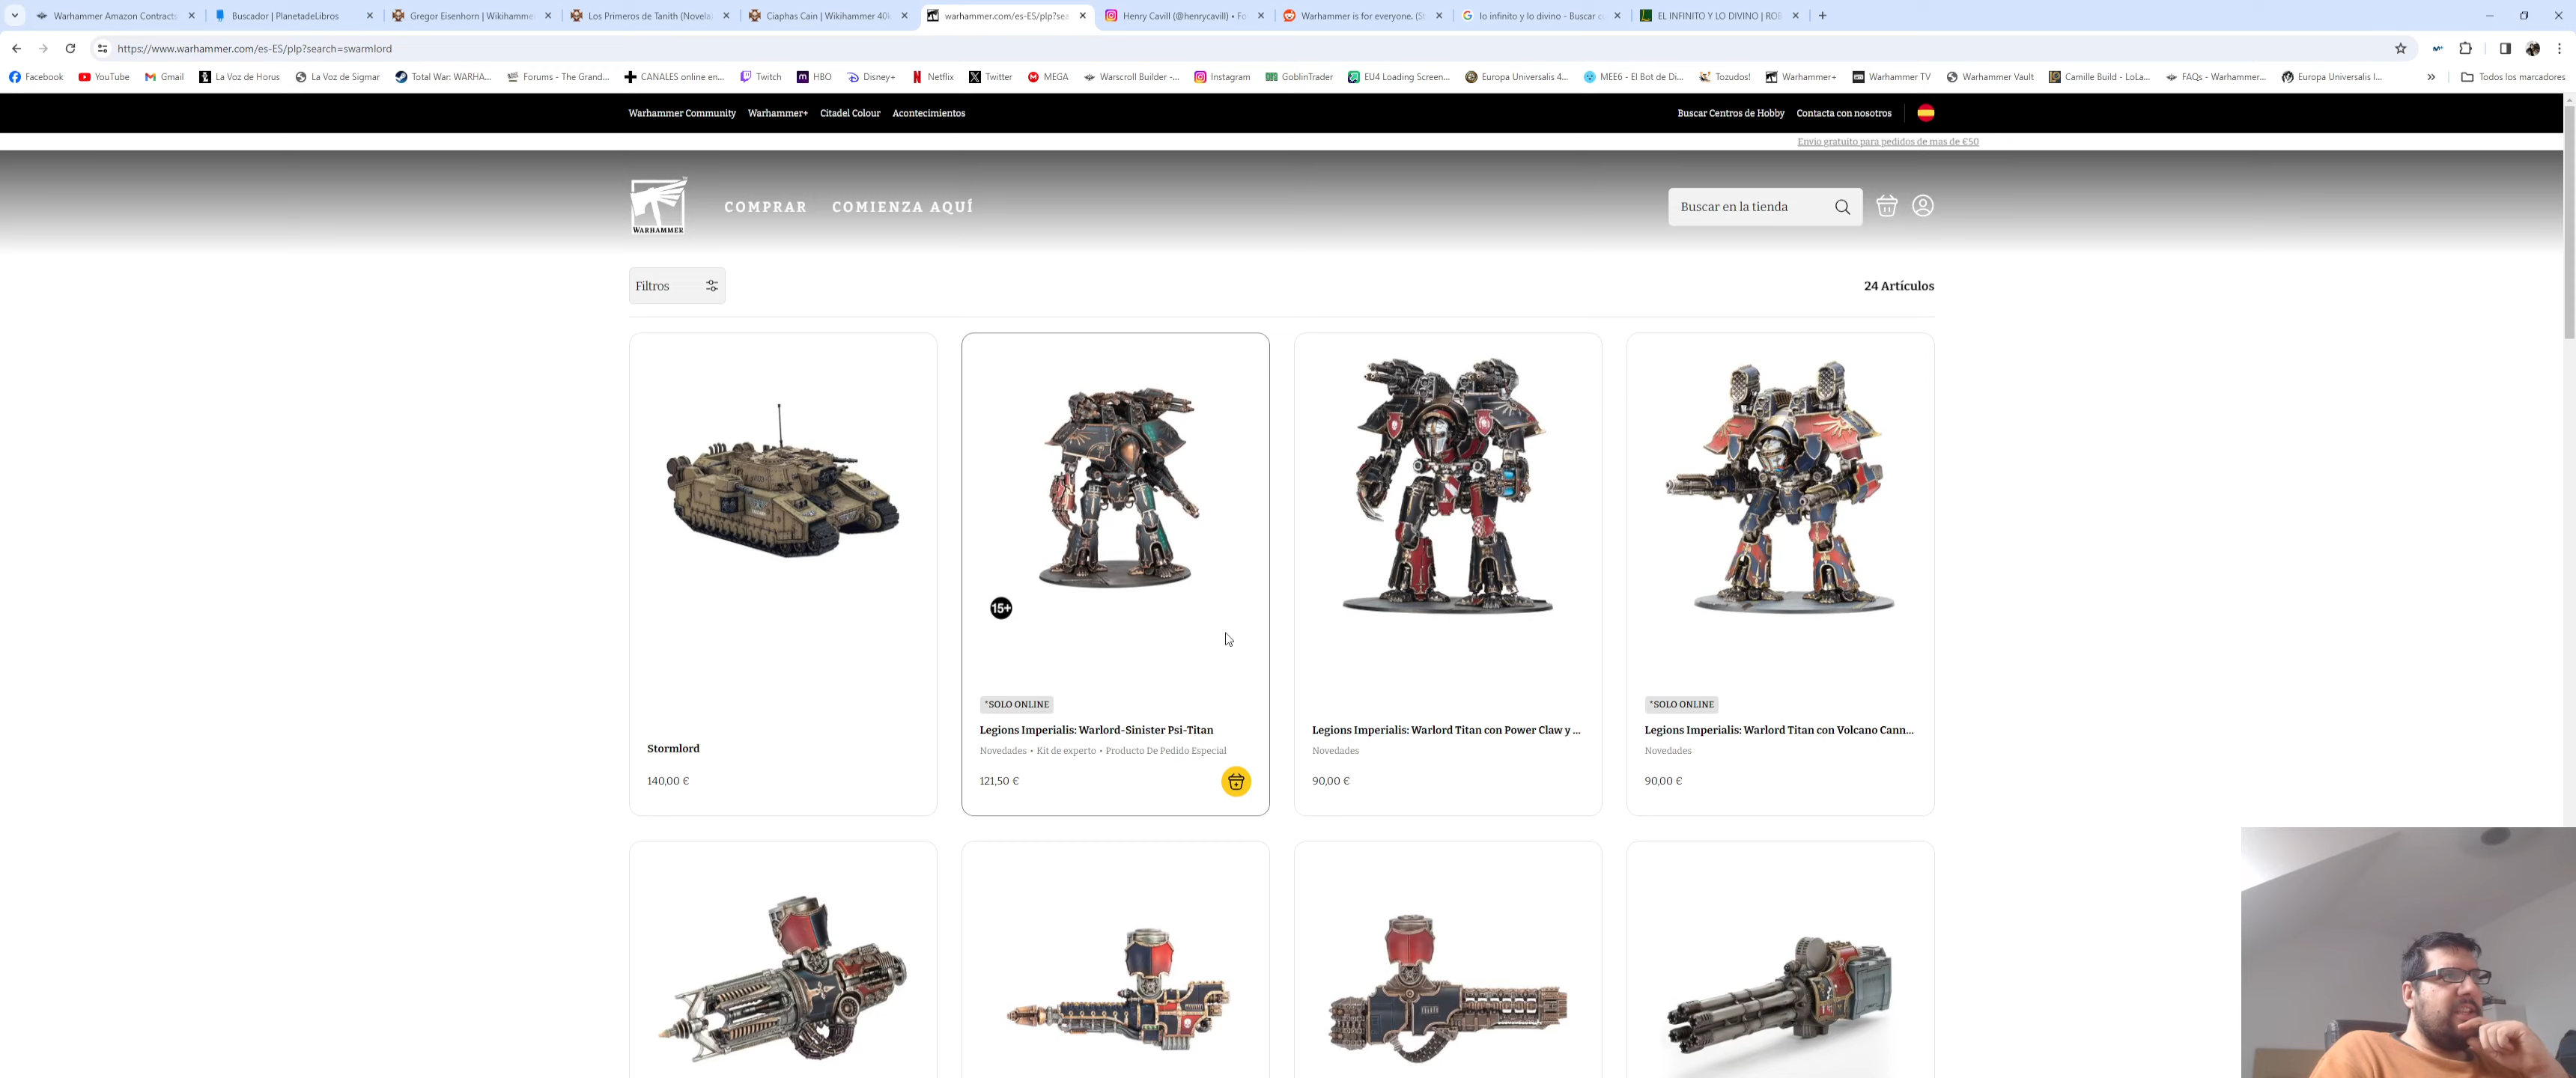 Warhammer Amazon Contracts
Buscador | PlanetadeLibros
Gregor Eisenhorn | Wikihamme
Los Primeros de Tanith (Novela)
Ciaphas Cain | Wikihammer 40k
warhammer.com/es-ES/plp?sea
Henry Cavill (@henrycavill) • Fo
Warhammer is for everyone. (St
lo infinito y lo divino - Buscar c
EL INFINITO Y LO DIVINO | ROB
https://www.warhammer.com/es-ES/plp?search=swarmlord
Facebook
YouTube
Gmail
La Voz de Horus
La Voz de Sigmar
Total War: WARHA...
Forums - The Grand...
CANALES online en...
Twitch
HBO
Disney+
Netflix
Twitter
MEGA
Warscroll Builder -...
Instagram
GoblinTrader
EU4 Loading Screen...
Europa Universalis 4...
MEE6 - El Bot de Di...
Tozudos!
Warhammer+
Warhammer TV
Warhammer Vault
Camille Build - LoLa...
FAQs - Warhammer...
Europa Universalis I...
Todos los marcadores
Warhammer Community
Warhammer+
Citadel Colour
Acontecimientos
Buscar Centros de Hobby
Contacta con nosotros
Envio gratuito para pedidos de mas de €50
WARHAMMER
COMPRAR
COMIENZA AQUÍ
Buscar en la tienda
Filtros
24 Artículos
15+
Stormlord
140,00 €
*SOLO ONLINE
Legions Imperialis: Warlord-Sinister Psi-Titan
Novedades • Kit de experto • Producto De Pedido Especial
121,50 €
Legions Imperialis: Warlord Titan con Power Claw y ...
Novedades
90,00 €
*SOLO ONLINE
Legions Imperialis: Warlord Titan con Volcano Cann...
Novedades
90,00 €